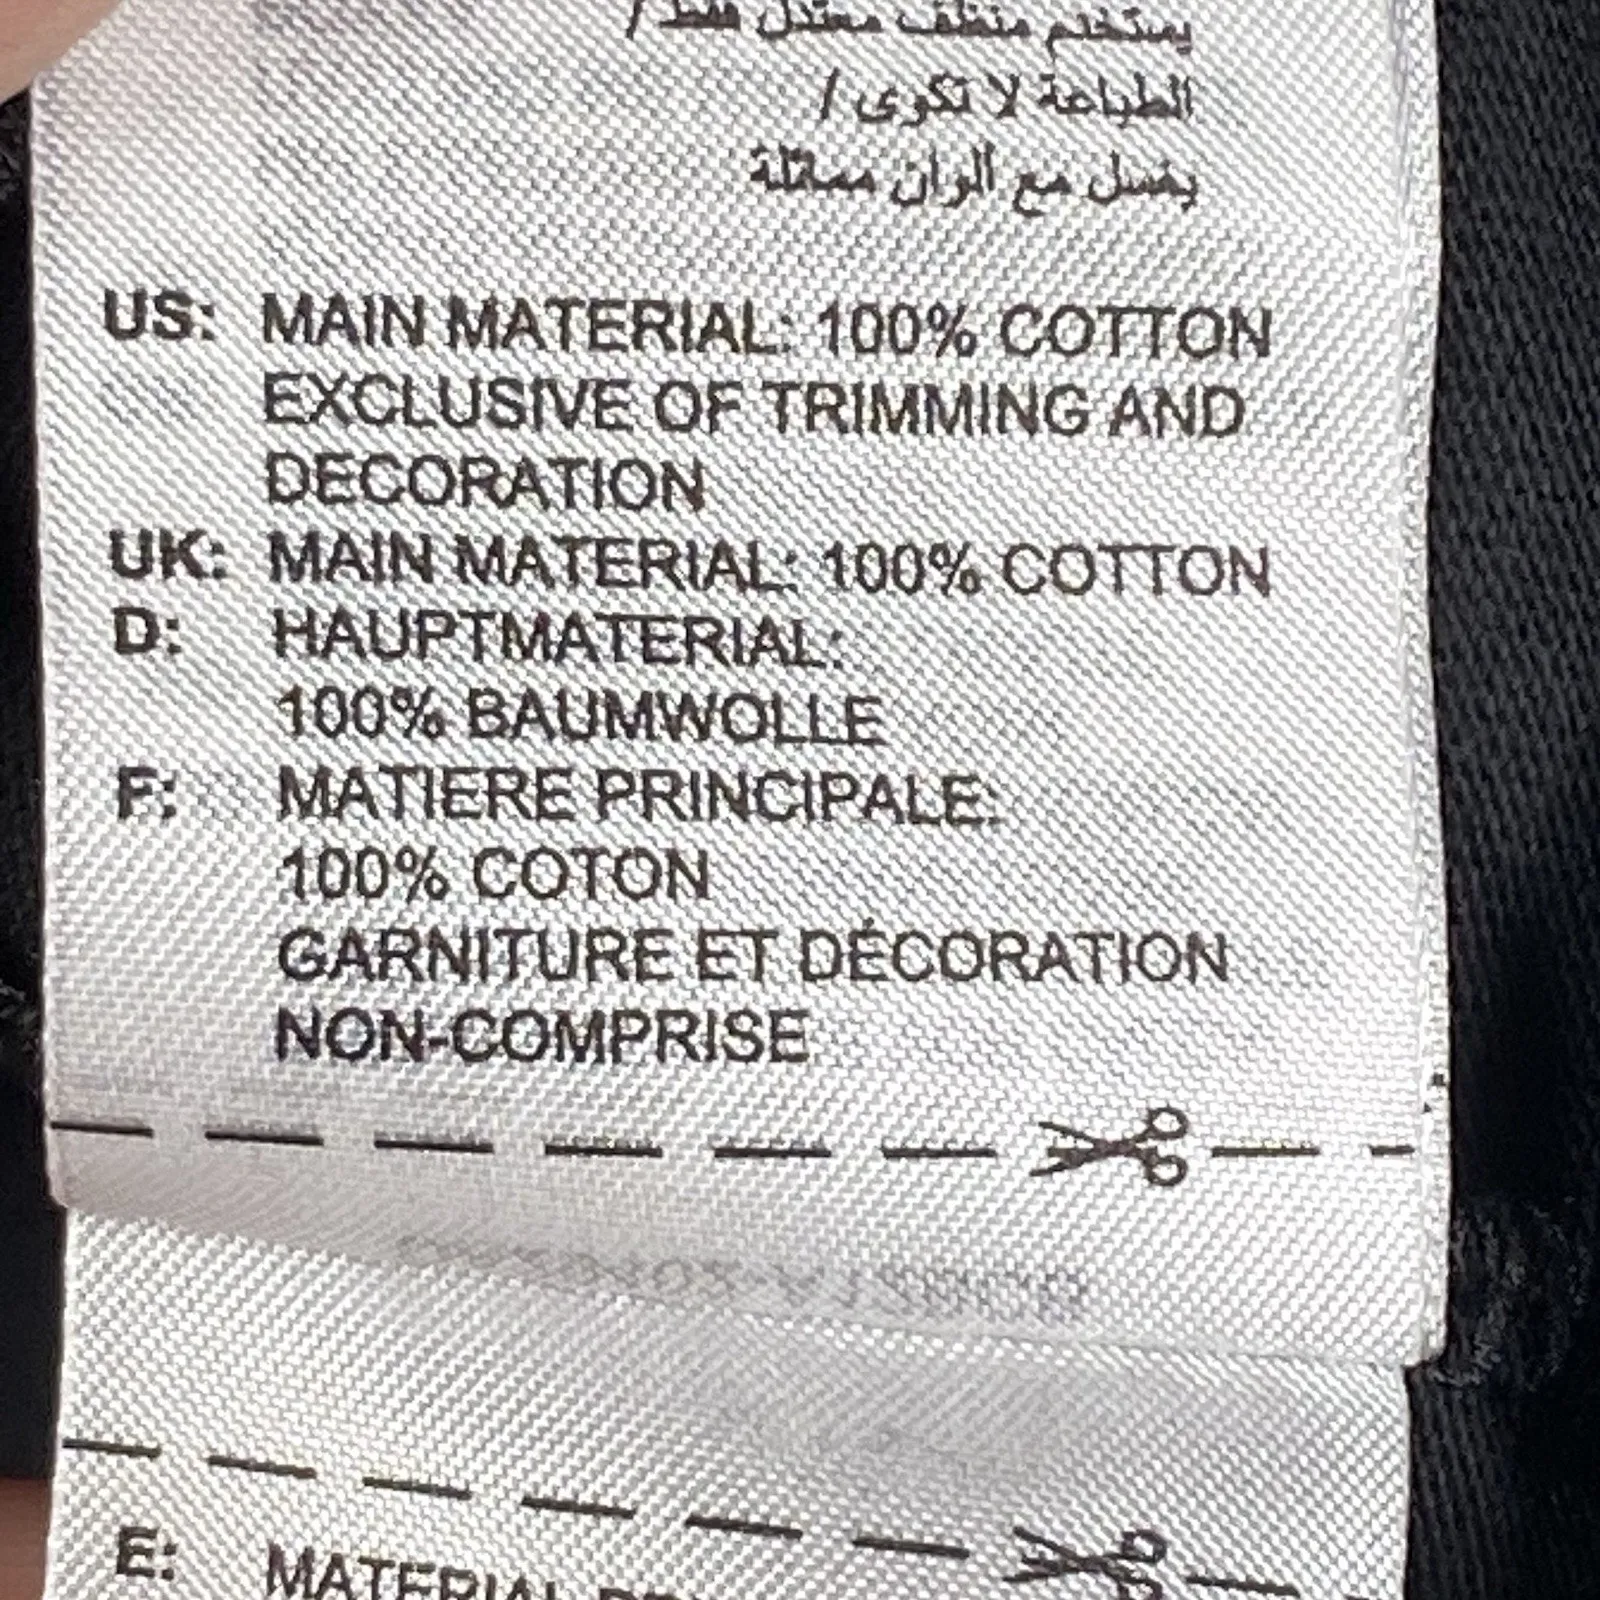 يستخدم منظف معتدل فقط /
الطباعة لا تكوى /
يغسل مع ألوان مماثلة
US: MAIN MATERIAL: 100% COTTON
EXCLUSIVE OF TRIMMING AND
DECORATION
UK: MAIN MATERIAL: 100% COTTON
D: HAUPTMATERIAL:
100% BAUMWOLLE
F: MATIERE PRINCIPALE:
100% COTON
GARNITURE ET DÉCORATION
NON-COMPRISE
E: MATERIAL